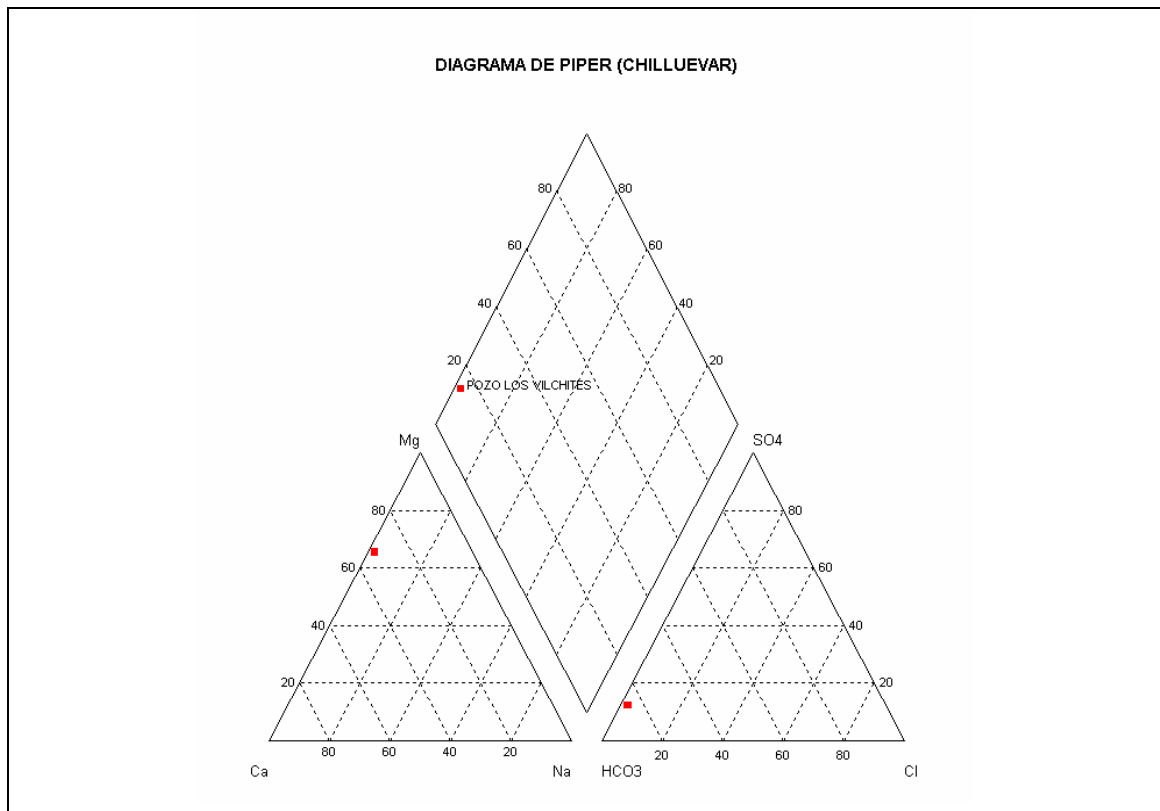 DIAGRAMA DE PIPER (CHILLUEVAR)
80 80
60 60
40 40
20 20
POZO LOS VILCHITES
Mg SO4
80 80
60 60
40 40
20 20
80 60 40 20 20 40 60 80
Ca Na HCO3 Cl